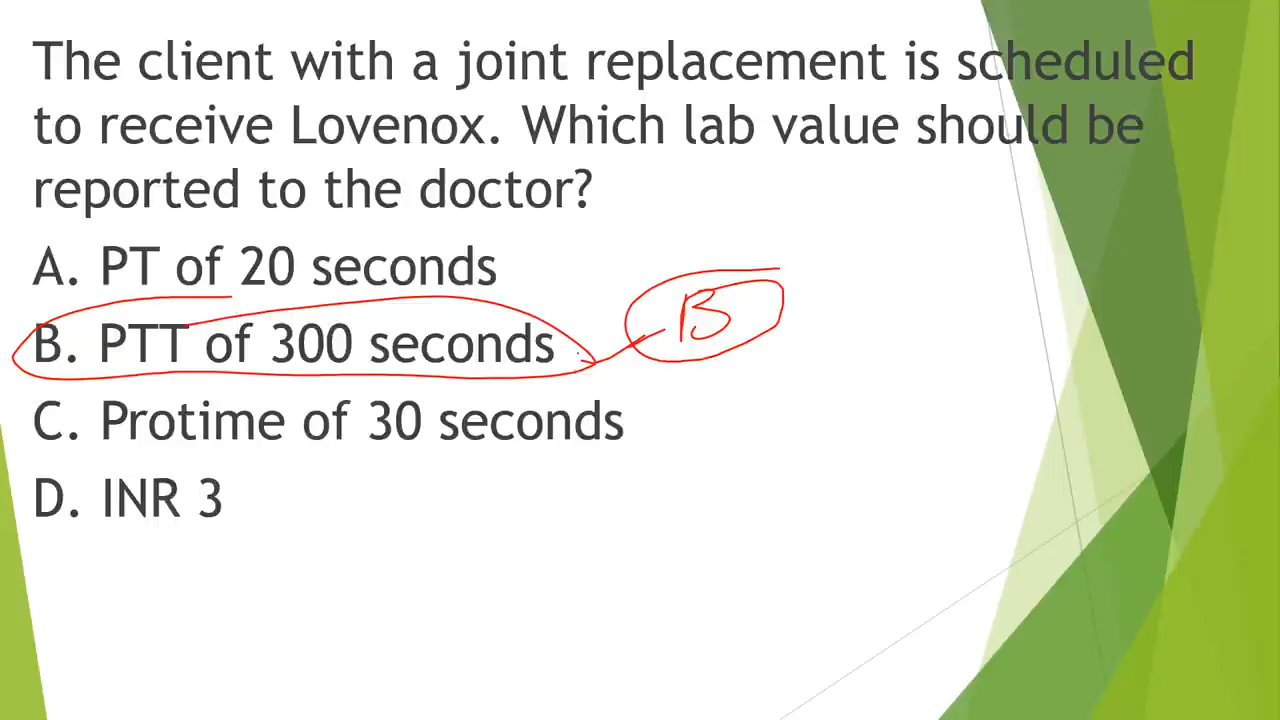 The client with a joint replacement is scheduled
to receive Lovenox. Which lab value should be
reported to the doctor?
A. PT of 20 seconds
B. PTT of 300 seconds
B
C. Protime of 30 seconds
D. INR 3